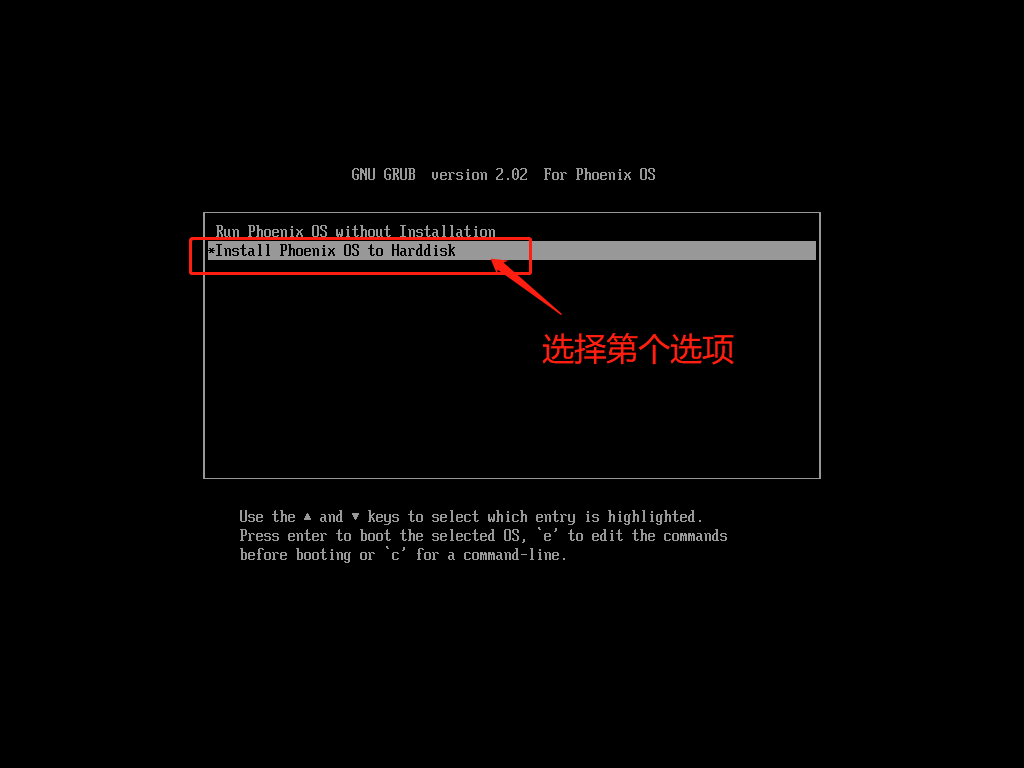 GNU GRUB  version 2.02  For Phoenix OS
Run Phoenix OS without Installation
*Install Phoenix OS to Harddisk
选择第个选项
Use the ▲ and ▼ keys to select which entry is highlighted.
Press enter to boot the selected OS, `e' to edit the commands
before booting or `c' for a command-line.